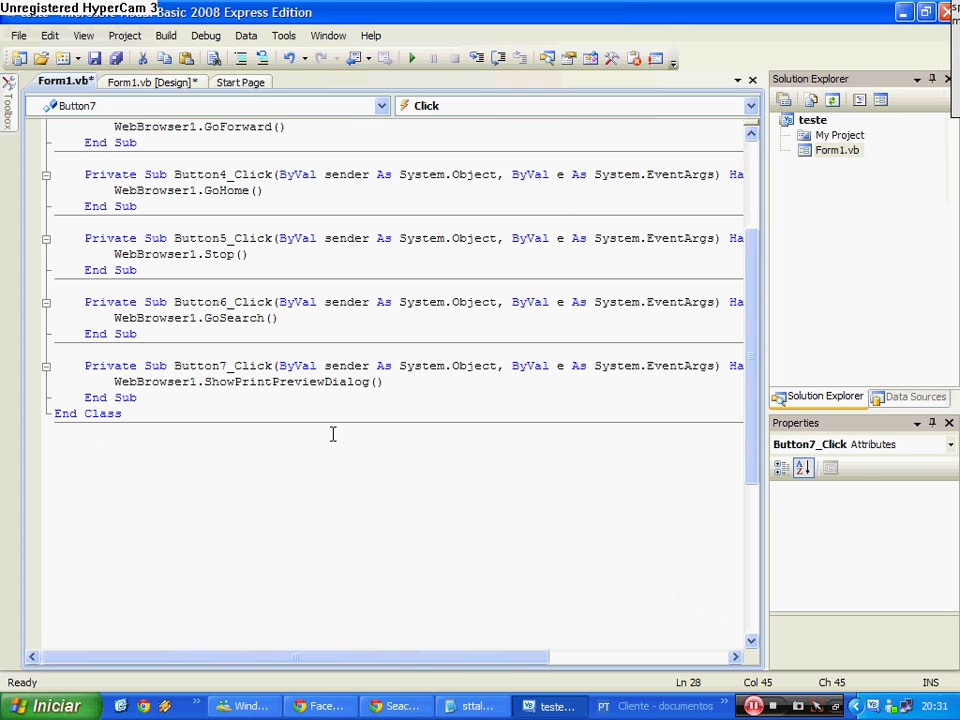 Unregistered HyperCam 3
Basic 2008 Express Edition
File Edit View Project Build Debug Data Tools Window Help
Form1.vb* Form1.vb [Design]* Start Page
Toolbox
Button7 Click
WebBrowser1.GoForward()
End Sub
Private Sub Button4_Click(ByVal sender As System.Object, ByVal e As System.EventArgs) Ha
WebBrowser1.GoHome()
End Sub
Private Sub Button5_Click(ByVal sender As System.Object, ByVal e As System.EventArgs) Ha
WebBrowser1.Stop()
End Sub
Private Sub Button6_Click(ByVal sender As System.Object, ByVal e As System.EventArgs) Ha
WebBrowser1.GoSearch()
End Sub
Private Sub Button7_Click(ByVal sender As System.Object, ByVal e As System.EventArgs) Ha
WebBrowser1.ShowPrintPreviewDialog()
End Sub
End Class
Solution Explorer
teste
My Project
Form1.vb
Solution Explorer Data Sources
Properties
Button7_Click Attributes
Ready Ln 28 Col 45 Ch 45 INS
Iniciar Wind... Face... Seac... sttal... teste... PT Cliente - documentos 20:31